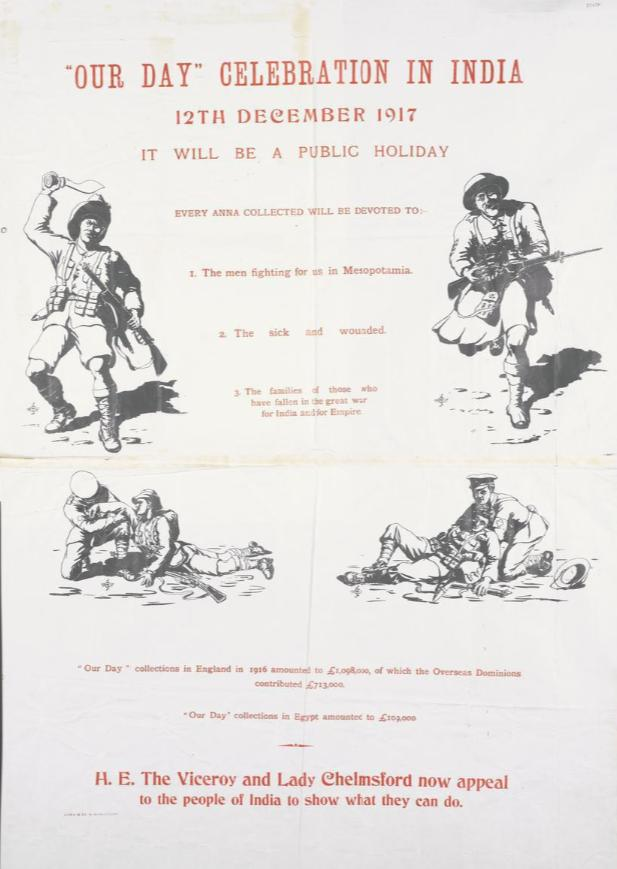 "OUR DAY" CELEBRATION IN INDIA
12TH DECEMBER 1917
IT WILL BE A PUBLIC HOLIDAY
EVERY ANNA COLLECTED WILL BE DEVOTED TO:-
1. The men fighting for us in Mesopotamia.
2. The sick and wounded.
3. The families of those who
have fallen in the great war
for India and for Empire.
"Our Day" collections in England in 1916 amounted to £1,098,000, of which the Overseas Dominions
contributed £713,000.
"Our Day" collections in Egypt amounted to £109,000
H. E. The Viceroy and Lady Chelmsford now appeal
to the people of India to show what they can do.